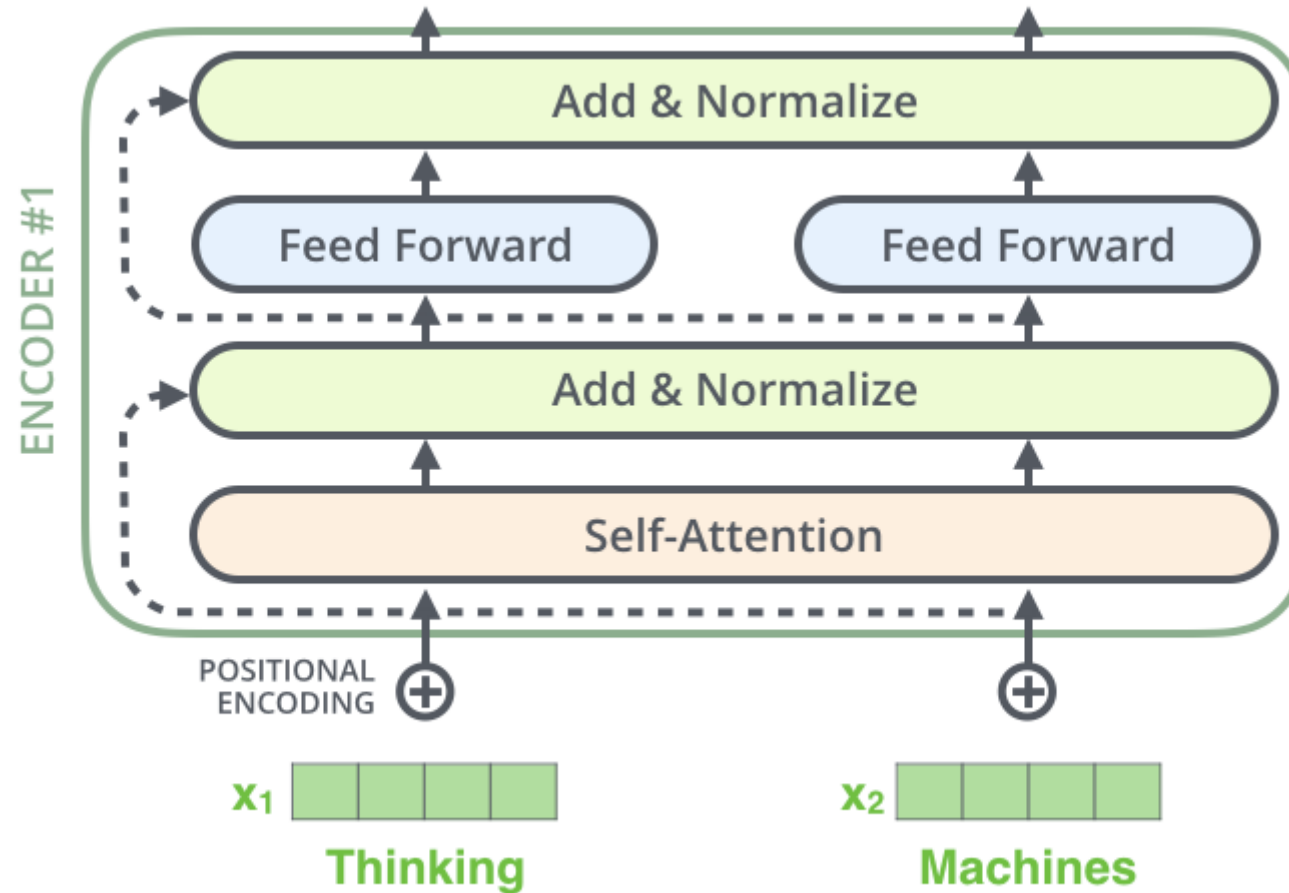 ENCODER #1
Add & Normalize
Feed Forward
Feed Forward
Add & Normalize
Self-Attention
POSITIONAL
ENCODING
x₁
x₂
Thinking
Machines